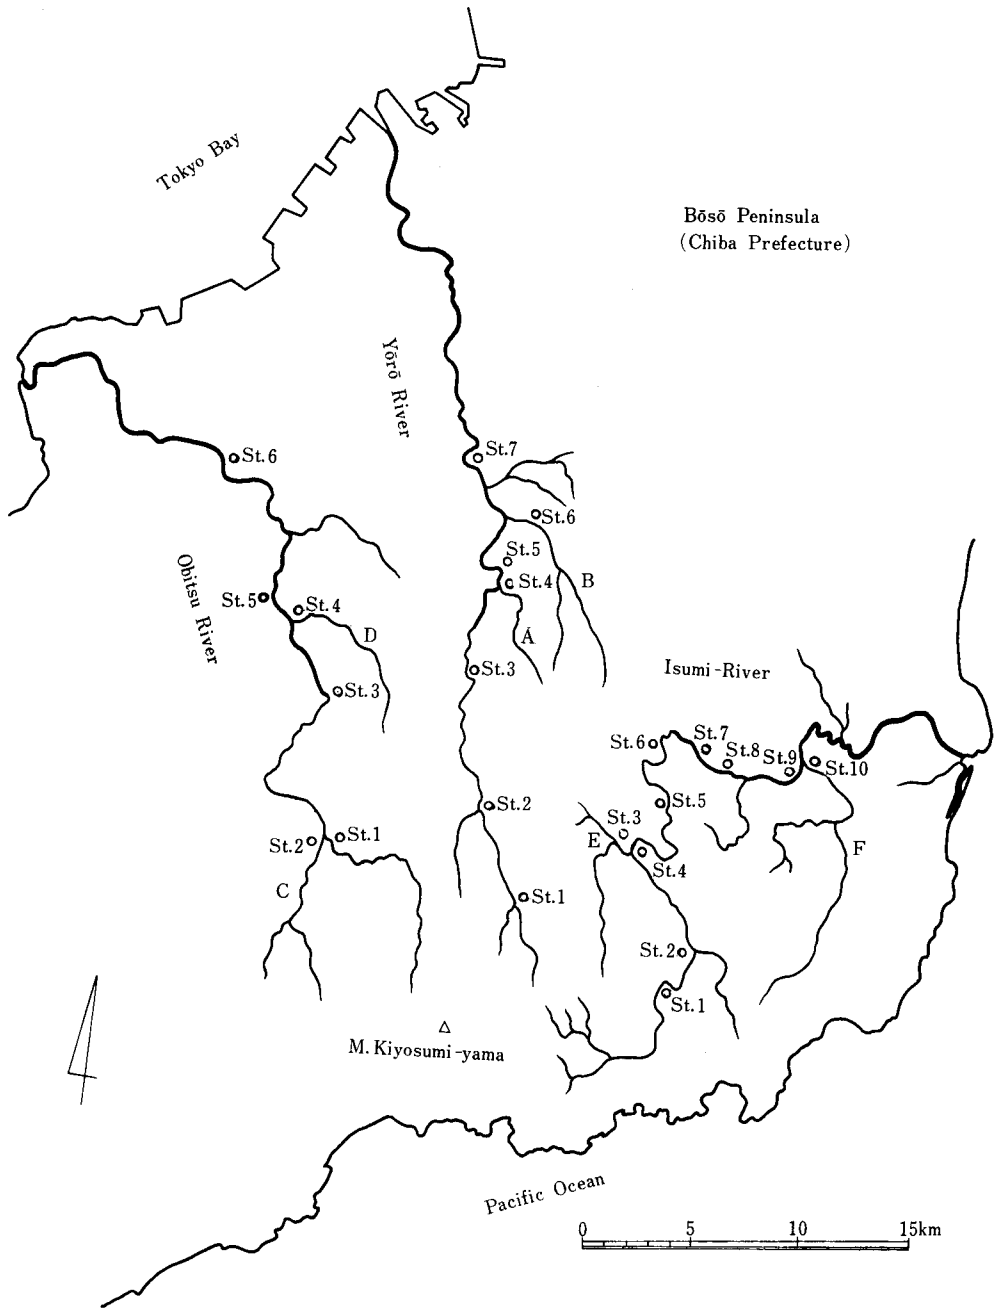 Tokyo Bay
Bōsō Peninsula
(Chiba Prefecture)
Yōrō River
St.7
St.6
St.6
St.5
St.4
B
Obitsu River
St.5
St.4
D
A
St.3
Isumi-River
St.3
St.6
St.7
St.8
St.9
St.10
St.2
St.5
St.1
St.2
St.3
E
St.4
F
C
St.1
St.2
St.1
M. Kiyosumi-yama
Pacific Ocean
0 5 10 15km